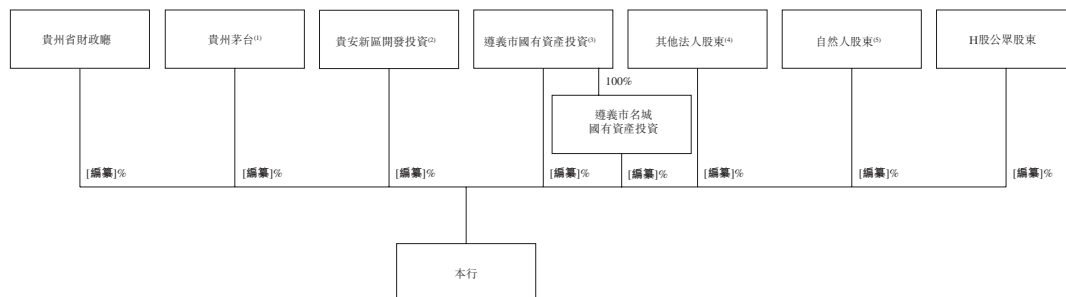 貴州省財政廳
貴州茅台(1)
貴安新區開發投資(2)
遵義市國有資產投資(3)
其他法人股東(4)
自然人股東(5)
H股公眾股東
100%
遵義市名城
國有資產投資
[編纂]%
[編纂]%
[編纂]%
[編纂]%
[編纂]%
[編纂]%
[編纂]%
[編纂]%
本行